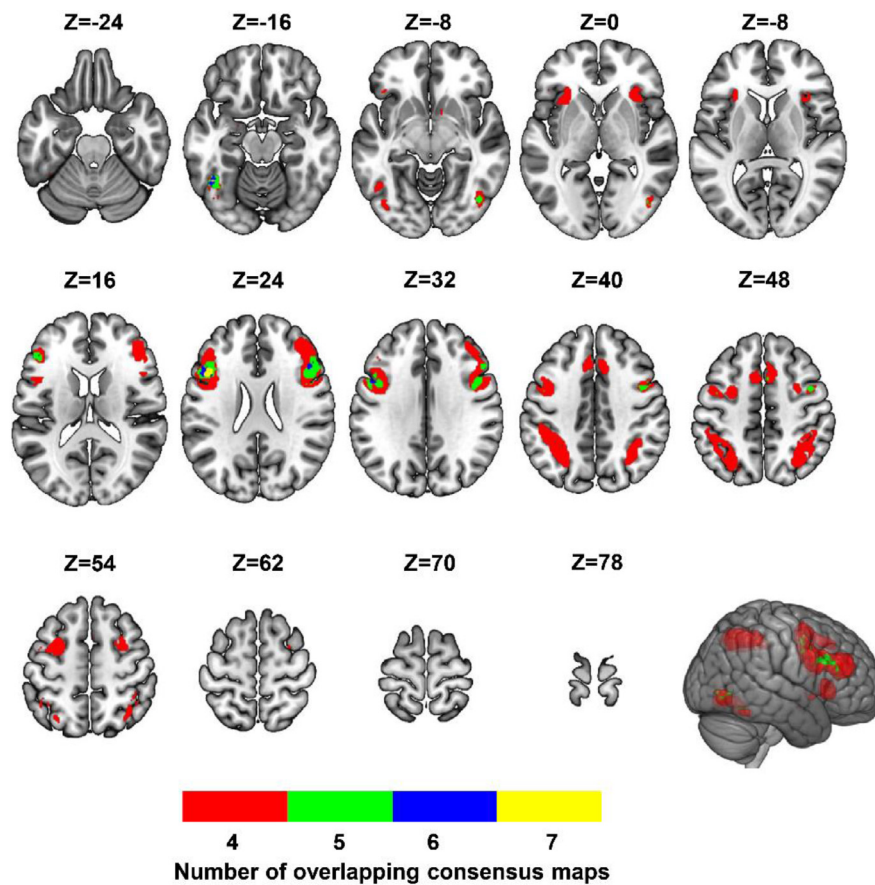 Z=-24 Z=-16 Z=-8 Z=0 Z=-8
Z=16 Z=24 Z=32 Z=40 Z=48
Z=54 Z=62 Z=70 Z=78
4 5 6 7
Number of overlapping consensus maps